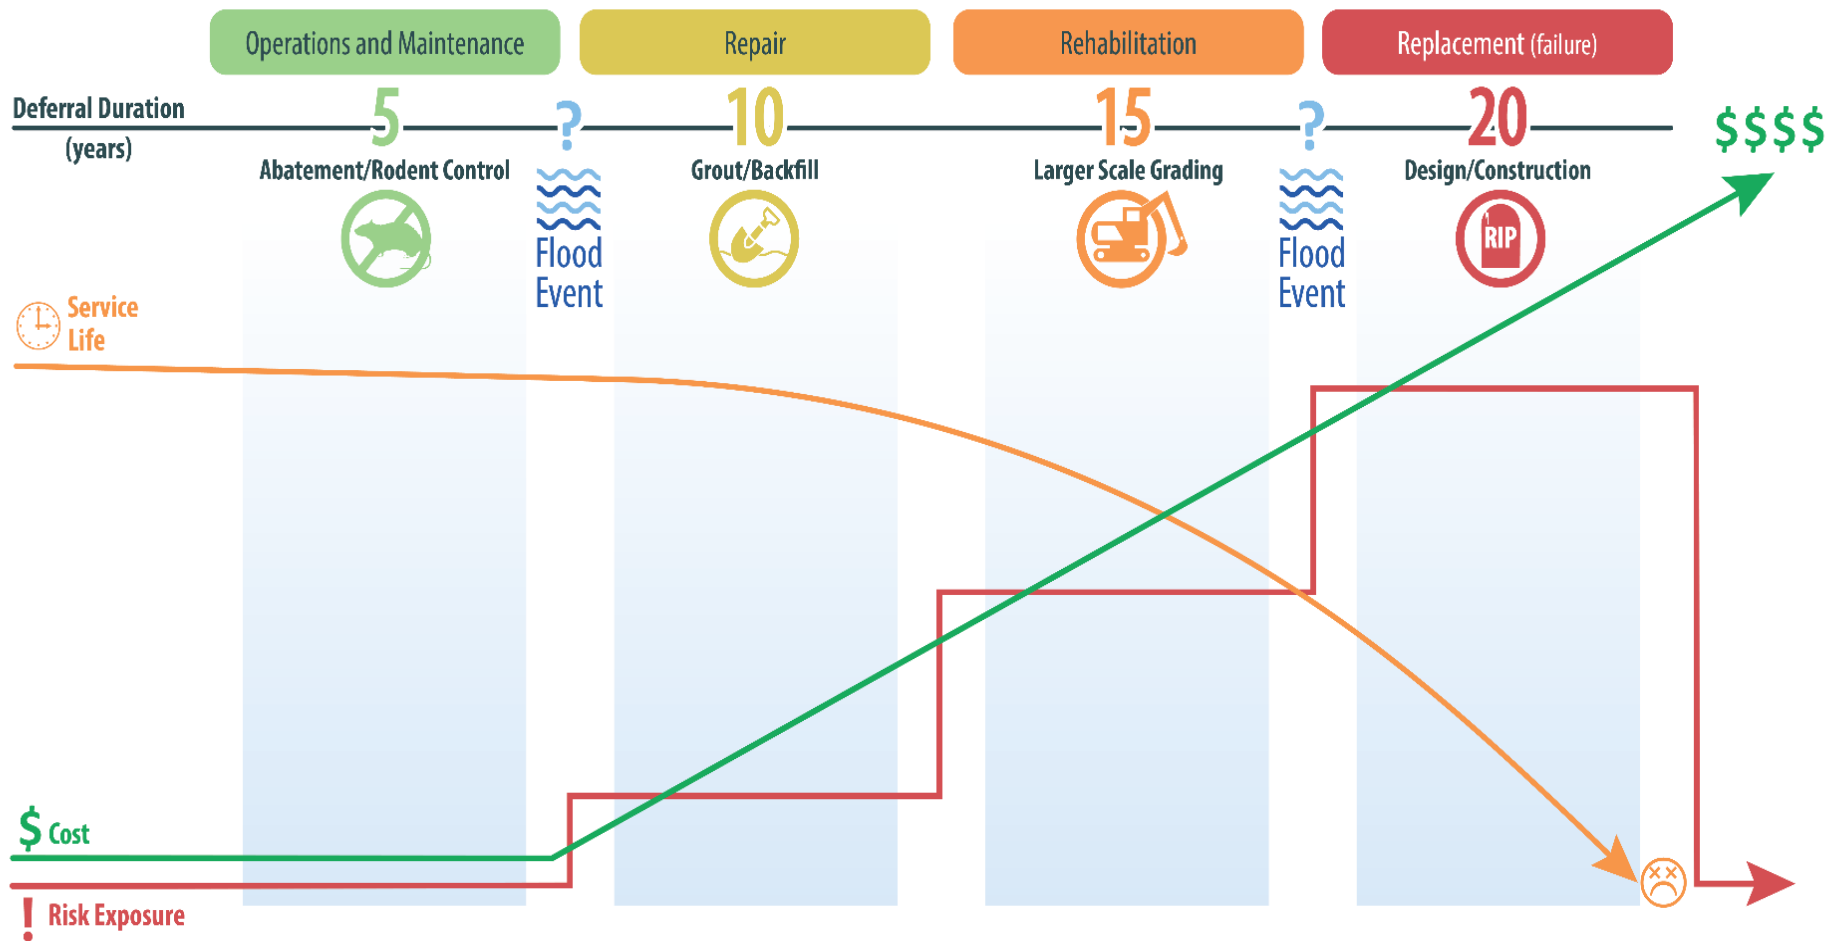 Operations and Maintenance
Repair
Rehabilitation
Replacement (failure)
Deferral Duration
(years)
5
?
10
15
?
20
$$$$
Abatement/Rodent Control
Grout/Backfill
Larger Scale Grading
Design/Construction
RIP
Flood
Event
Flood
Event
Service
Life
$ Cost
! Risk Exposure